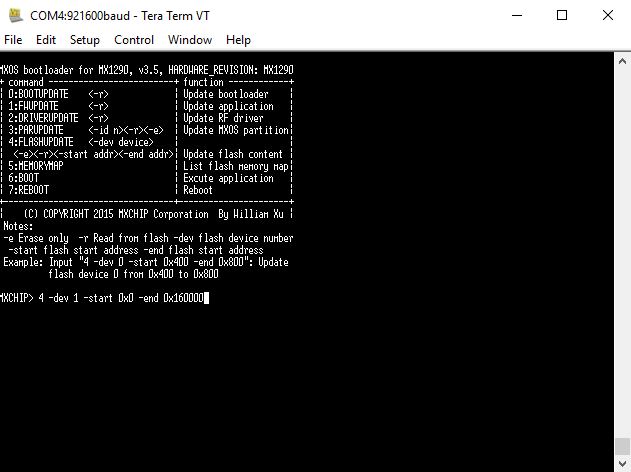 COM4:921600baud - Tera Term VT
File Edit Setup Control Window Help
MXOS bootloader for MX1290, v3.5, HARDWARE_REVISION: MX1290
+ command -------------------------+ function ------------+
| 0:BOOTUPDATE <-r> | Update bootloader |
| 1:FWUPDATE <-r> | Update application |
| 2:DRIVERUPDATE <-r> | Update RF driver |
| 3:PARUPDATE <-id n><-r><-e> | Update MXOS partition|
| 4:FLASHUPDATE <-dev device> | |
| <-e><-r><-start addr><-end addr>| Update flash content |
| 5:MEMORYMAP | List flash memory map|
| 6:BOOT | Excute application |
| 7:REBOOT | Reboot |
+----------------------------------+----------------------+
| (C) COPYRIGHT 2015 MXCHIP Corporation By William Xu |
Notes:
-e Erase only -r Read from flash -dev flash device number
-start flash start address -end flash start address
Example: Input "4 -dev 0 -start 0x400 -end 0x800": Update
flash device 0 from 0x400 to 0x800
MXCHIP> 4 -dev 1 -start 0x0 -end 0x160000